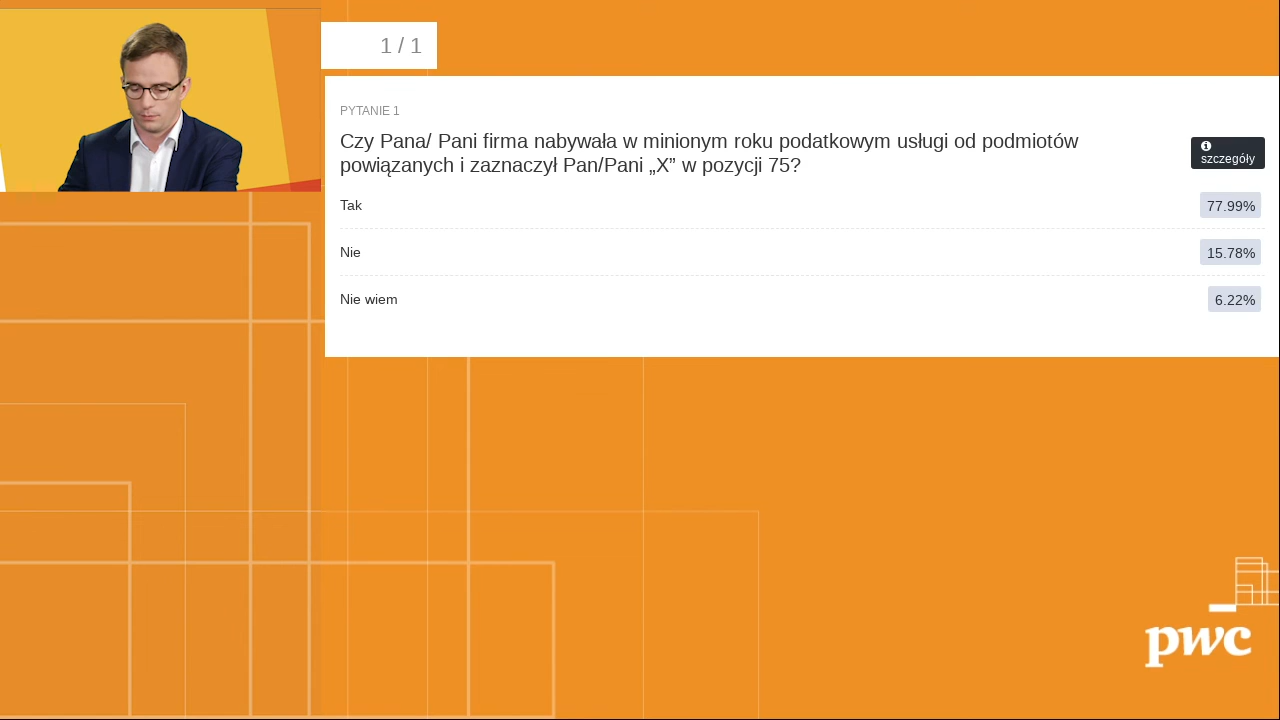 1 / 1
PYTANIE 1
Czy Pana/ Pani firma nabywała w minionym roku podatkowym usługi od podmiotów
powiązanych i zaznaczył Pan/Pani „X” w pozycji 75?
szczegóły
Tak
77.99%
Nie
15.78%
Nie wiem
6.22%
pwc